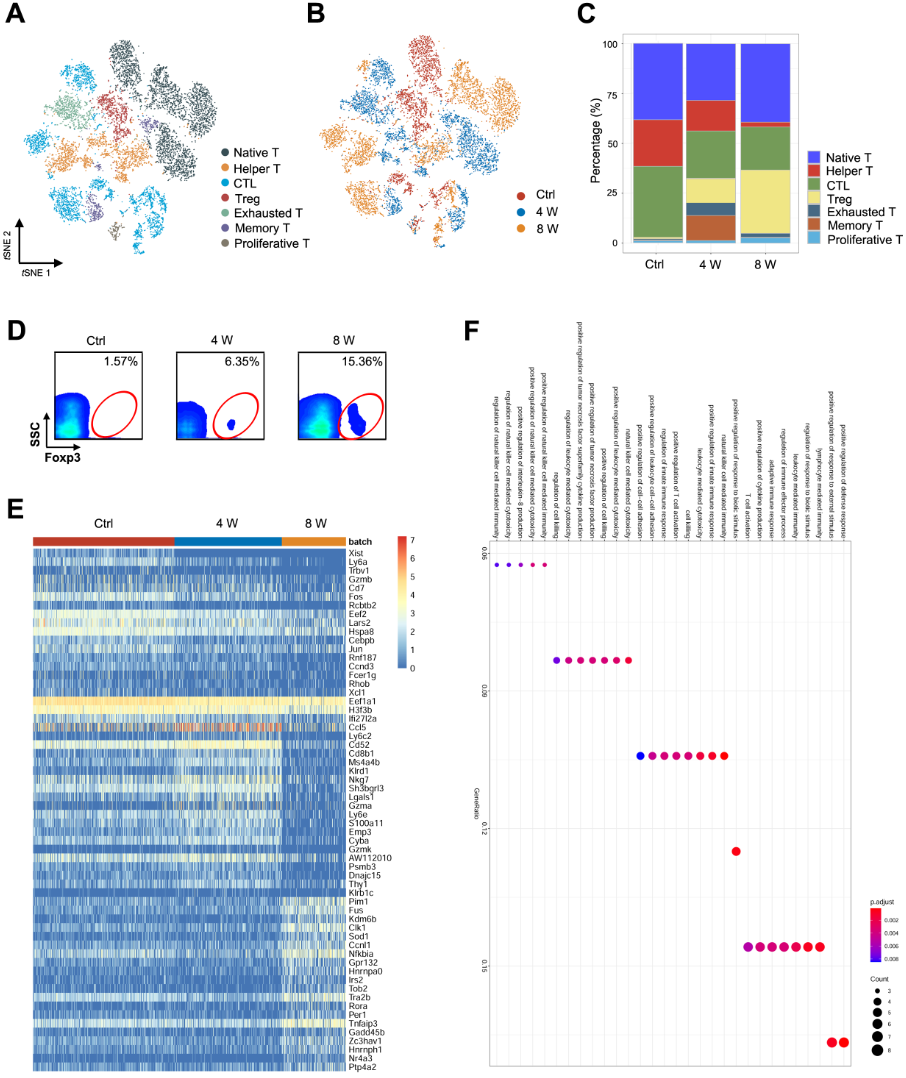 A
Native T
Helper T
CTL
Treg
Exhausted T
Memory T
Proliferative T
tSNE 2
tSNE 1
B
Ctrl
4 W
8 W
C
Percentage (%)
100
75
50
25
0
Ctrl
4 W
8 W
Native T
Helper T
CTL
Treg
Exhausted T
Memory T
Proliferative T
D
Ctrl
4 W
8 W
1.57%
6.35%
15.36%
SSC
Foxp3
E
Ctrl
4 W
8 W
batch
7
6
5
4
3
2
1
0
Xist
Ly6a
Trbv1
Gzmb
Cd7
Fos
Rcbtb2
Eef2
Lars2
Hspa8
Cebpb
Jun
Rnf187
Ccnd3
Fcer1g
Rhob
Xcl1
Eef1a1
H3f3b
Ifi27l2a
Ccl5
Ly6c2
Cd52
Cd8b1
Ms4a4b
Klrd1
Nkg7
Sh3bgrl3
Lgals1
Gzma
Ly6e
S100a11
Emp3
Cyba
Gzmk
AW112010
Psmb3
Dnajc15
Thy1
Klrb1c
Pim1
Fus
Kdm6b
Clk1
Sod1
Ccnl1
Nfkbia
Gpr132
Hnrnpa0
Irs2
Tob2
Tra2b
Rora
Per1
Tnfaip3
Gadd45b
Zc3hav1
Hnrnph1
Nr4a3
Ptp4a2
F
positive regulation of defense response
positive regulation of response to external stimulus
lymphocyte mediated immunity
regulation of response to biotic stimulus
leukocyte mediated immunity
regulation of immune effector process
adaptive immune response
positive regulation of cytokine production
T cell activation
positive regulation of response to biotic stimulus
natural killer cell mediated immunity
positive regulation of innate immune response
leukocyte mediated cytotoxicity
cell killing
positive regulation of T cell activation
regulation of innate immune response
positive regulation of leukocyte cell-cell adhesion
positive regulation of cell-cell adhesion
natural killer cell mediated cytotoxicity
positive regulation of leukocyte mediated cytotoxicity
positive regulation of cell killing
positive regulation of tumor necrosis factor production
positive regulation of tumor necrosis factor superfamily cytokine production
regulation of leukocyte mediated cytotoxicity
regulation of cell killing
positive regulation of natural killer cell mediated immunity
positive regulation of natural killer cell mediated cytotoxicity
regulation of natural killer cell mediated cytotoxicity
regulation of natural killer cell mediated immunity
0.06
0.09
0.12
0.15
GeneRatio
p.adjust
0.002
0.004
0.006
0.008
Count
3
4
5
6
7
8